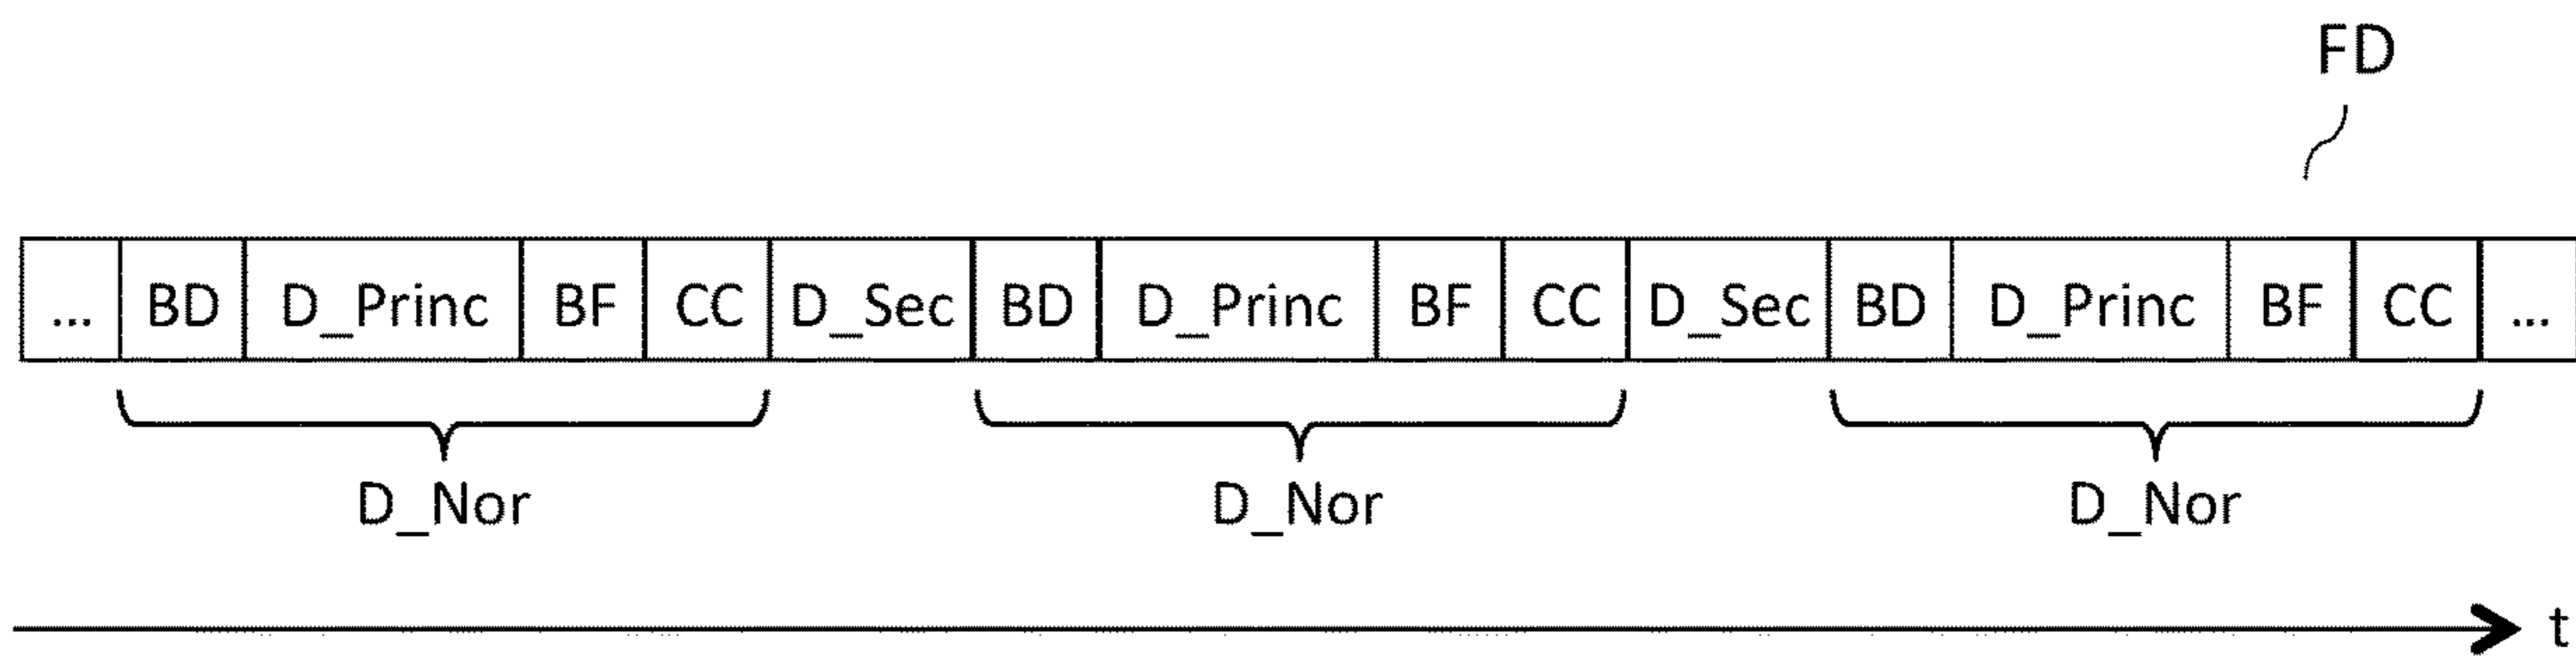 FD
... BD D_Princ BF CC D_Sec BD D_Princ BF CC D_Sec BD D_Princ BF CC ...
D_Nor D_Nor D_Nor
t